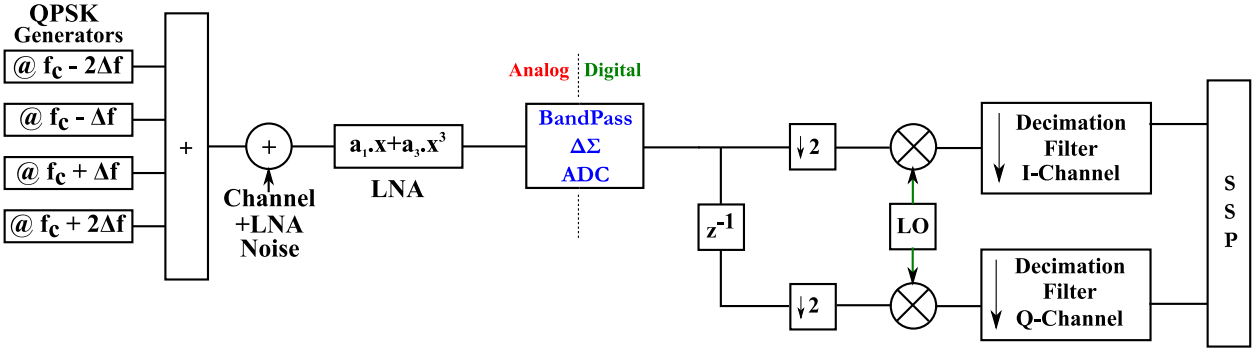 QPSK
Generators
@ fc - 2Δf
@ fc - Δf
@ fc + Δf
@ fc + 2Δf
+
+
Channel
+LNA
Noise
a₁.x+a₃.x³
LNA
Analog
Digital
BandPass
ΔΣ
ADC
z⁻¹
↓2
↓2
LO
Decimation
Filter
I-Channel
Decimation
Filter
Q-Channel
S
S
P